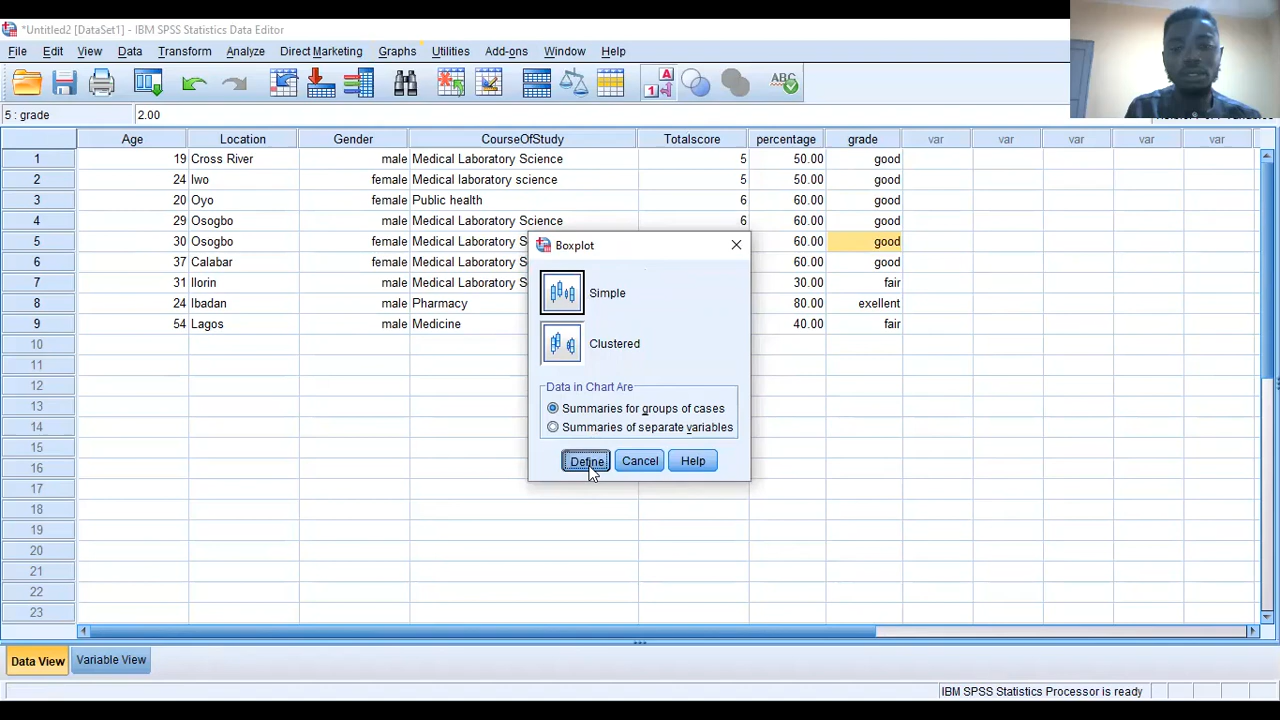 *Untitled2 [DataSet1] - IBM SPSS Statistics Data Editor
File Edit View Data Transform Analyze Direct Marketing Graphs Utilities Add-ons Window Help
5 : grade 2.00
Age Location Gender CourseOfStudy Totalscore percentage grade var var var var var
1 19 Cross River male Medical Laboratory Science 5 50.00 good
2 24 Iwo female Medical laboratory science 5 50.00 good
3 20 Oyo female Public health 6 60.00 good
4 29 Osogbo male Medical Laboratory Science 6 60.00 good
5 30 Osogbo female Medical Laboratory S 60.00 good
6 37 Calabar female Medical Laboratory S 60.00 good
7 31 Ilorin male Medical Laboratory S 30.00 fair
8 24 Ibadan male Pharmacy 80.00 exellent
9 54 Lagos male Medicine 40.00 fair
10
11
12
13
14
15
16
17
18
19
20
21
22
23
Boxplot
Simple
Clustered
Data in Chart Are
Summaries for groups of cases
Summaries of separate variables
Define Cancel Help
Data View Variable View
IBM SPSS Statistics Processor is ready